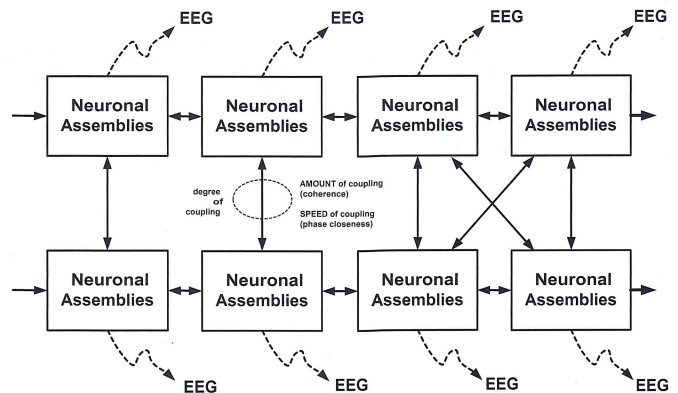 EEG
EEG
EEG
EEG
Neuronal
Assemblies
Neuronal
Assemblies
Neuronal
Assemblies
Neuronal
Assemblies
degree
of
coupling
AMOUNT of coupling
(coherence)
SPEED of coupling
(phase closeness)
Neuronal
Assemblies
Neuronal
Assemblies
Neuronal
Assemblies
Neuronal
Assemblies
EEG
EEG
EEG
EEG